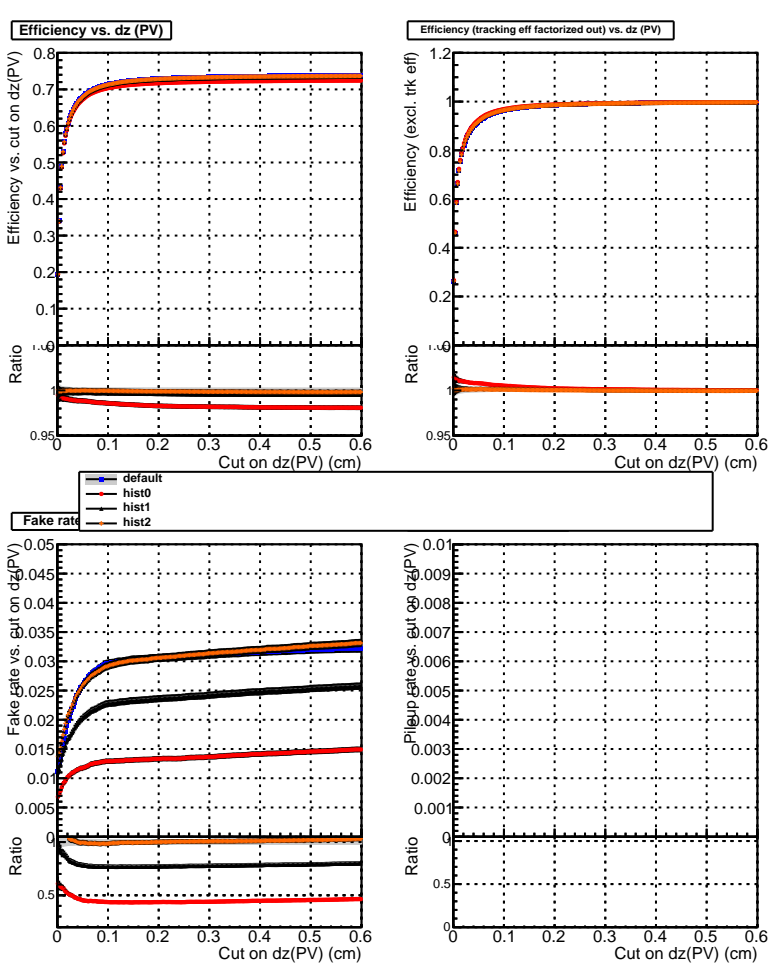 Efficiency vs. dz (PV)
Efficiency vs. cut on dz(PV)
0.8
0.7
0.6
0.5
0.4
0.3
0.2
0.1
0
Ratio
1
0.95
0 0.1 0.2 0.3 0.4 0.5 0.6
Cut on dz(PV) (cm)
Efficiency (tracking eff factorized out) vs. dz (PV)
Efficiency (excl. trk eff)
1.2
1
0.8
0.6
0.4
0.2
0
Ratio
1
0.95
0 0.1 0.2 0.3 0.4 0.5 0.6
Cut on dz(PV) (cm)
default
hist0
hist1
hist2
Fake rate
Fake rate vs. cut on dz(PV)
0.05
0.045
0.04
0.035
0.03
0.025
0.02
0.015
0.01
0.005
0
Ratio
1
0.5
0 0.1 0.2 0.3 0.4 0.5 0.6
Cut on dz(PV) (cm)
Pileup rate vs. cut on dz(PV)
0.01
0.009
0.008
0.007
0.006
0.005
0.004
0.003
0.002
0.001
0
Ratio
1
0.5
0
0 0.1 0.2 0.3 0.4 0.5 0.6
Cut on dz(PV) (cm)